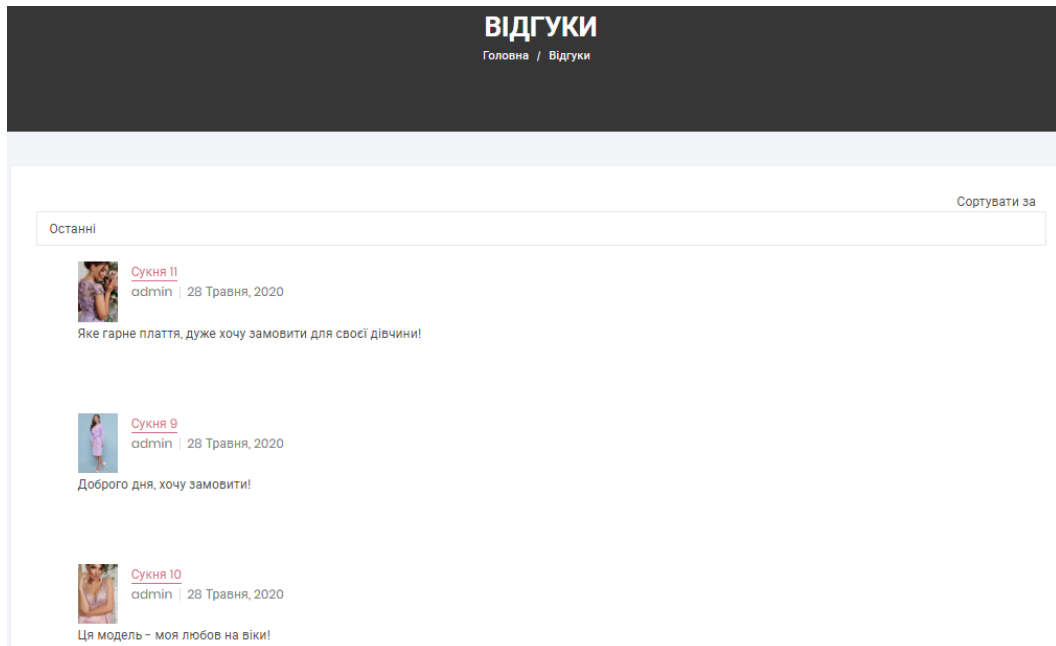 ВІДГУКИ
Головна / Відгуки
Сортувати за
Останні
Сукня 11
admin | 28 Травня, 2020
Яке гарне плаття, дуже хочу замовити для своєї дівчини!
Сукня 9
admin | 28 Травня, 2020
Доброго дня, хочу замовити!
Сукня 10
admin | 28 Травня, 2020
Ця модель – моя любов на віки!